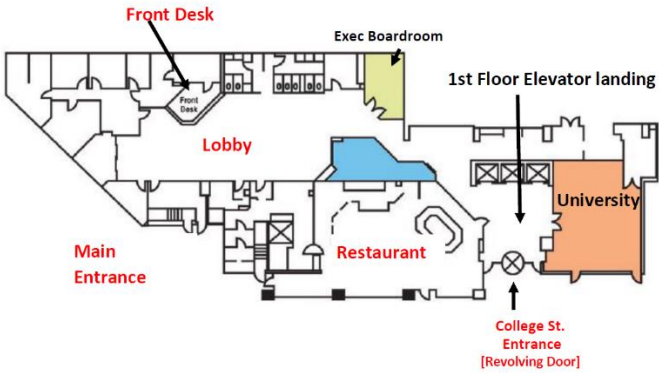 Front Desk
Exec Boardroom
1st Floor Elevator landing
Front
Desk
Lobby
University
Main
Entrance
Restaurant
College St.
Entrance
[Revolving Door]